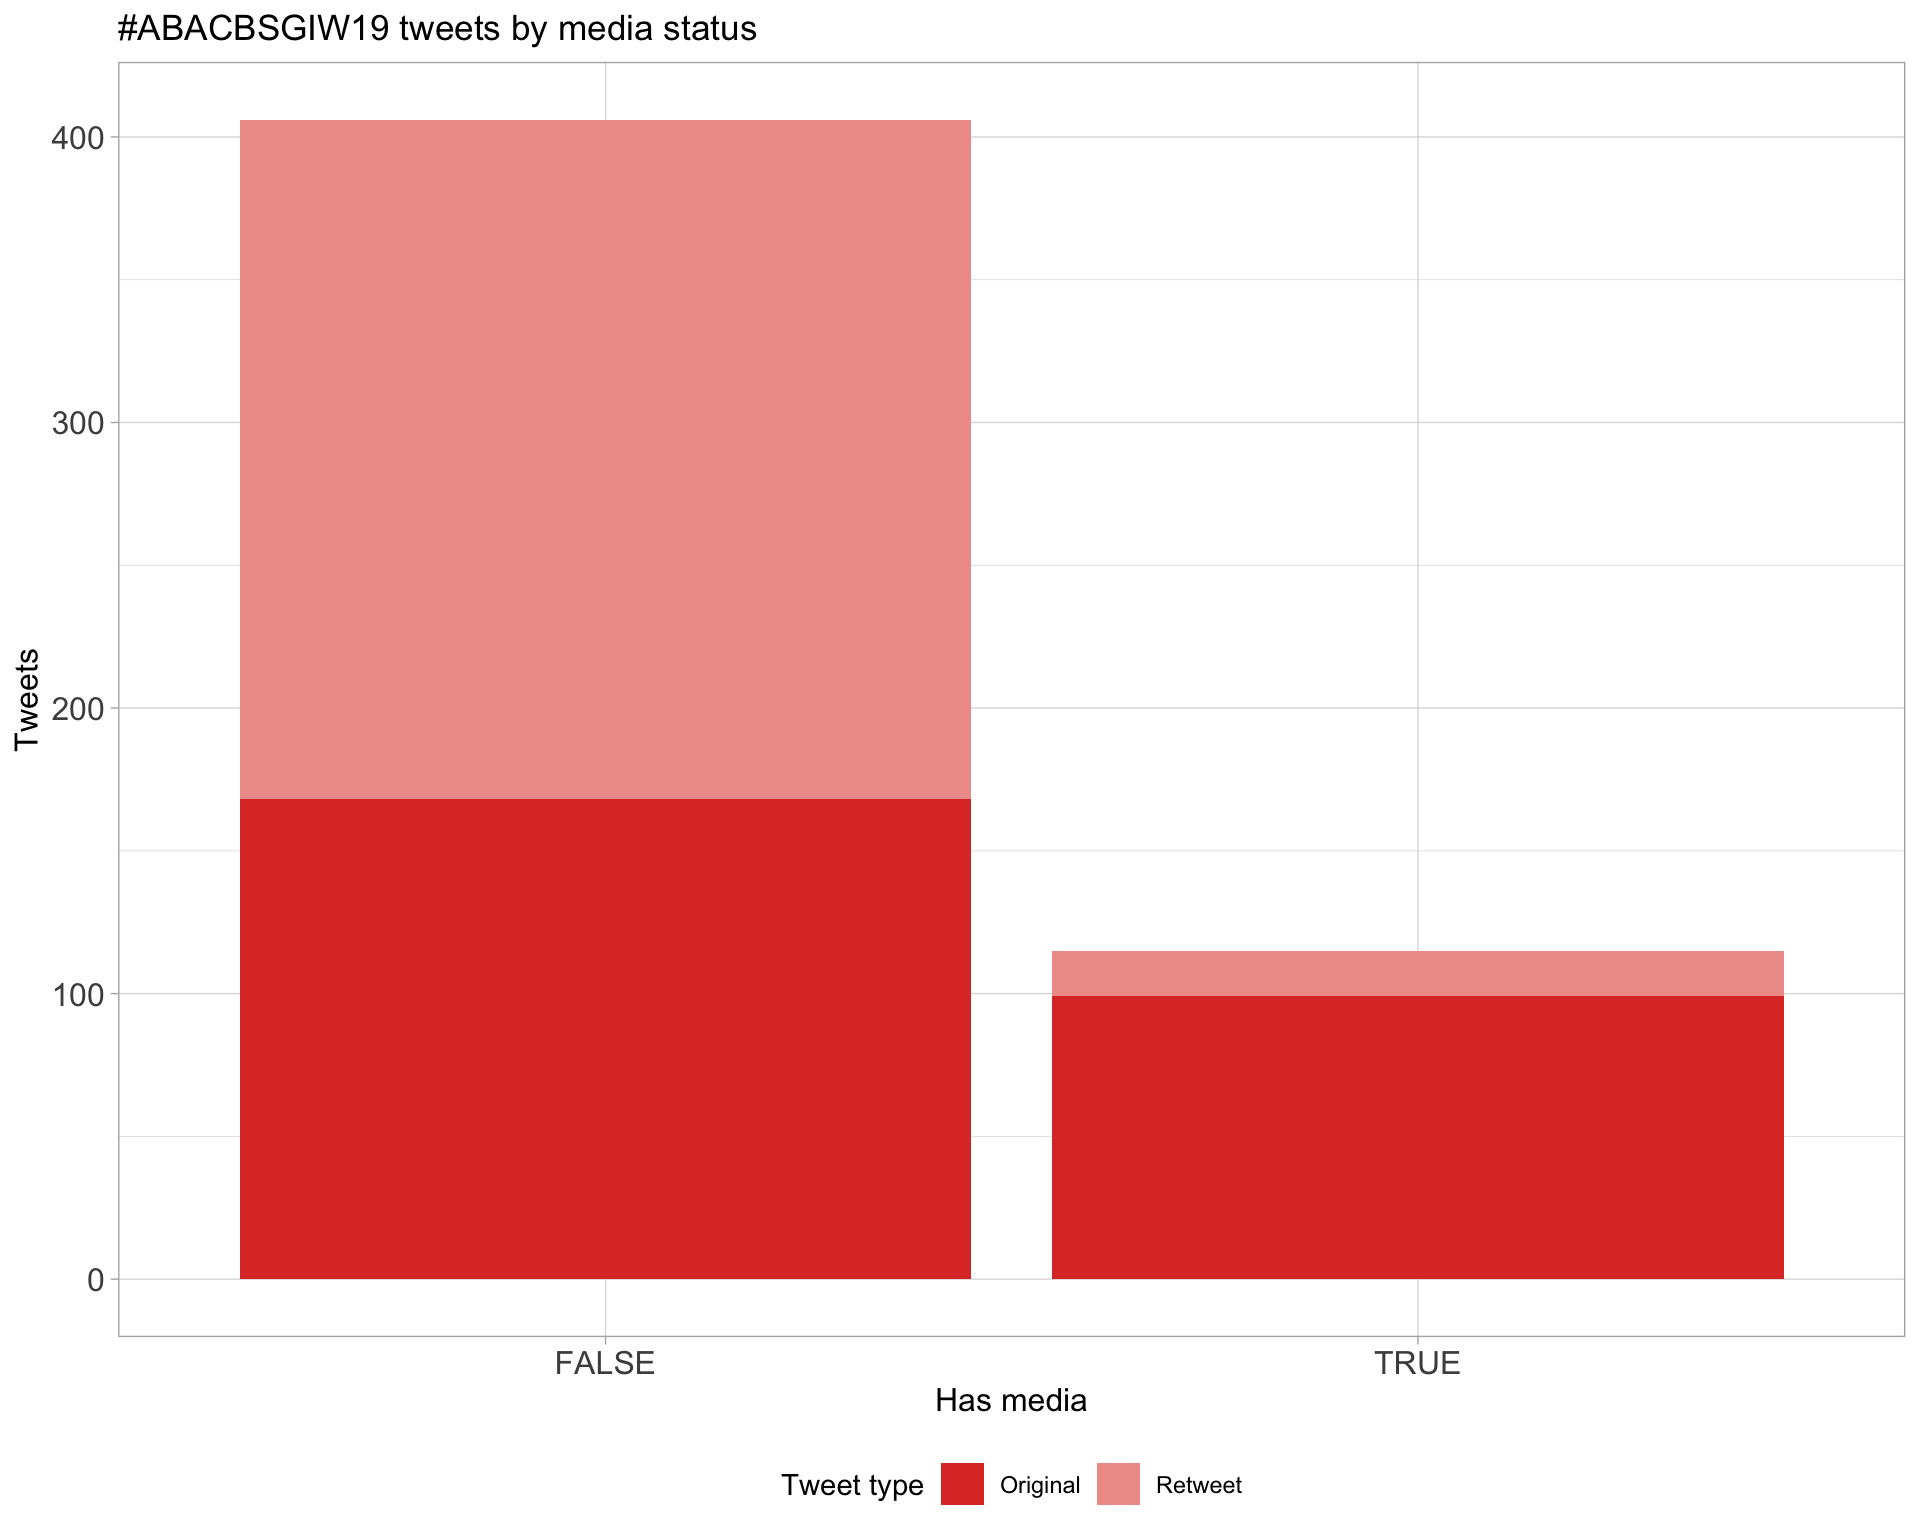 #ABACBSGIW19 tweets by media status
400
300
200
100
0
Tweets
FALSE
TRUE
Has media
Tweet type
Original
Retweet